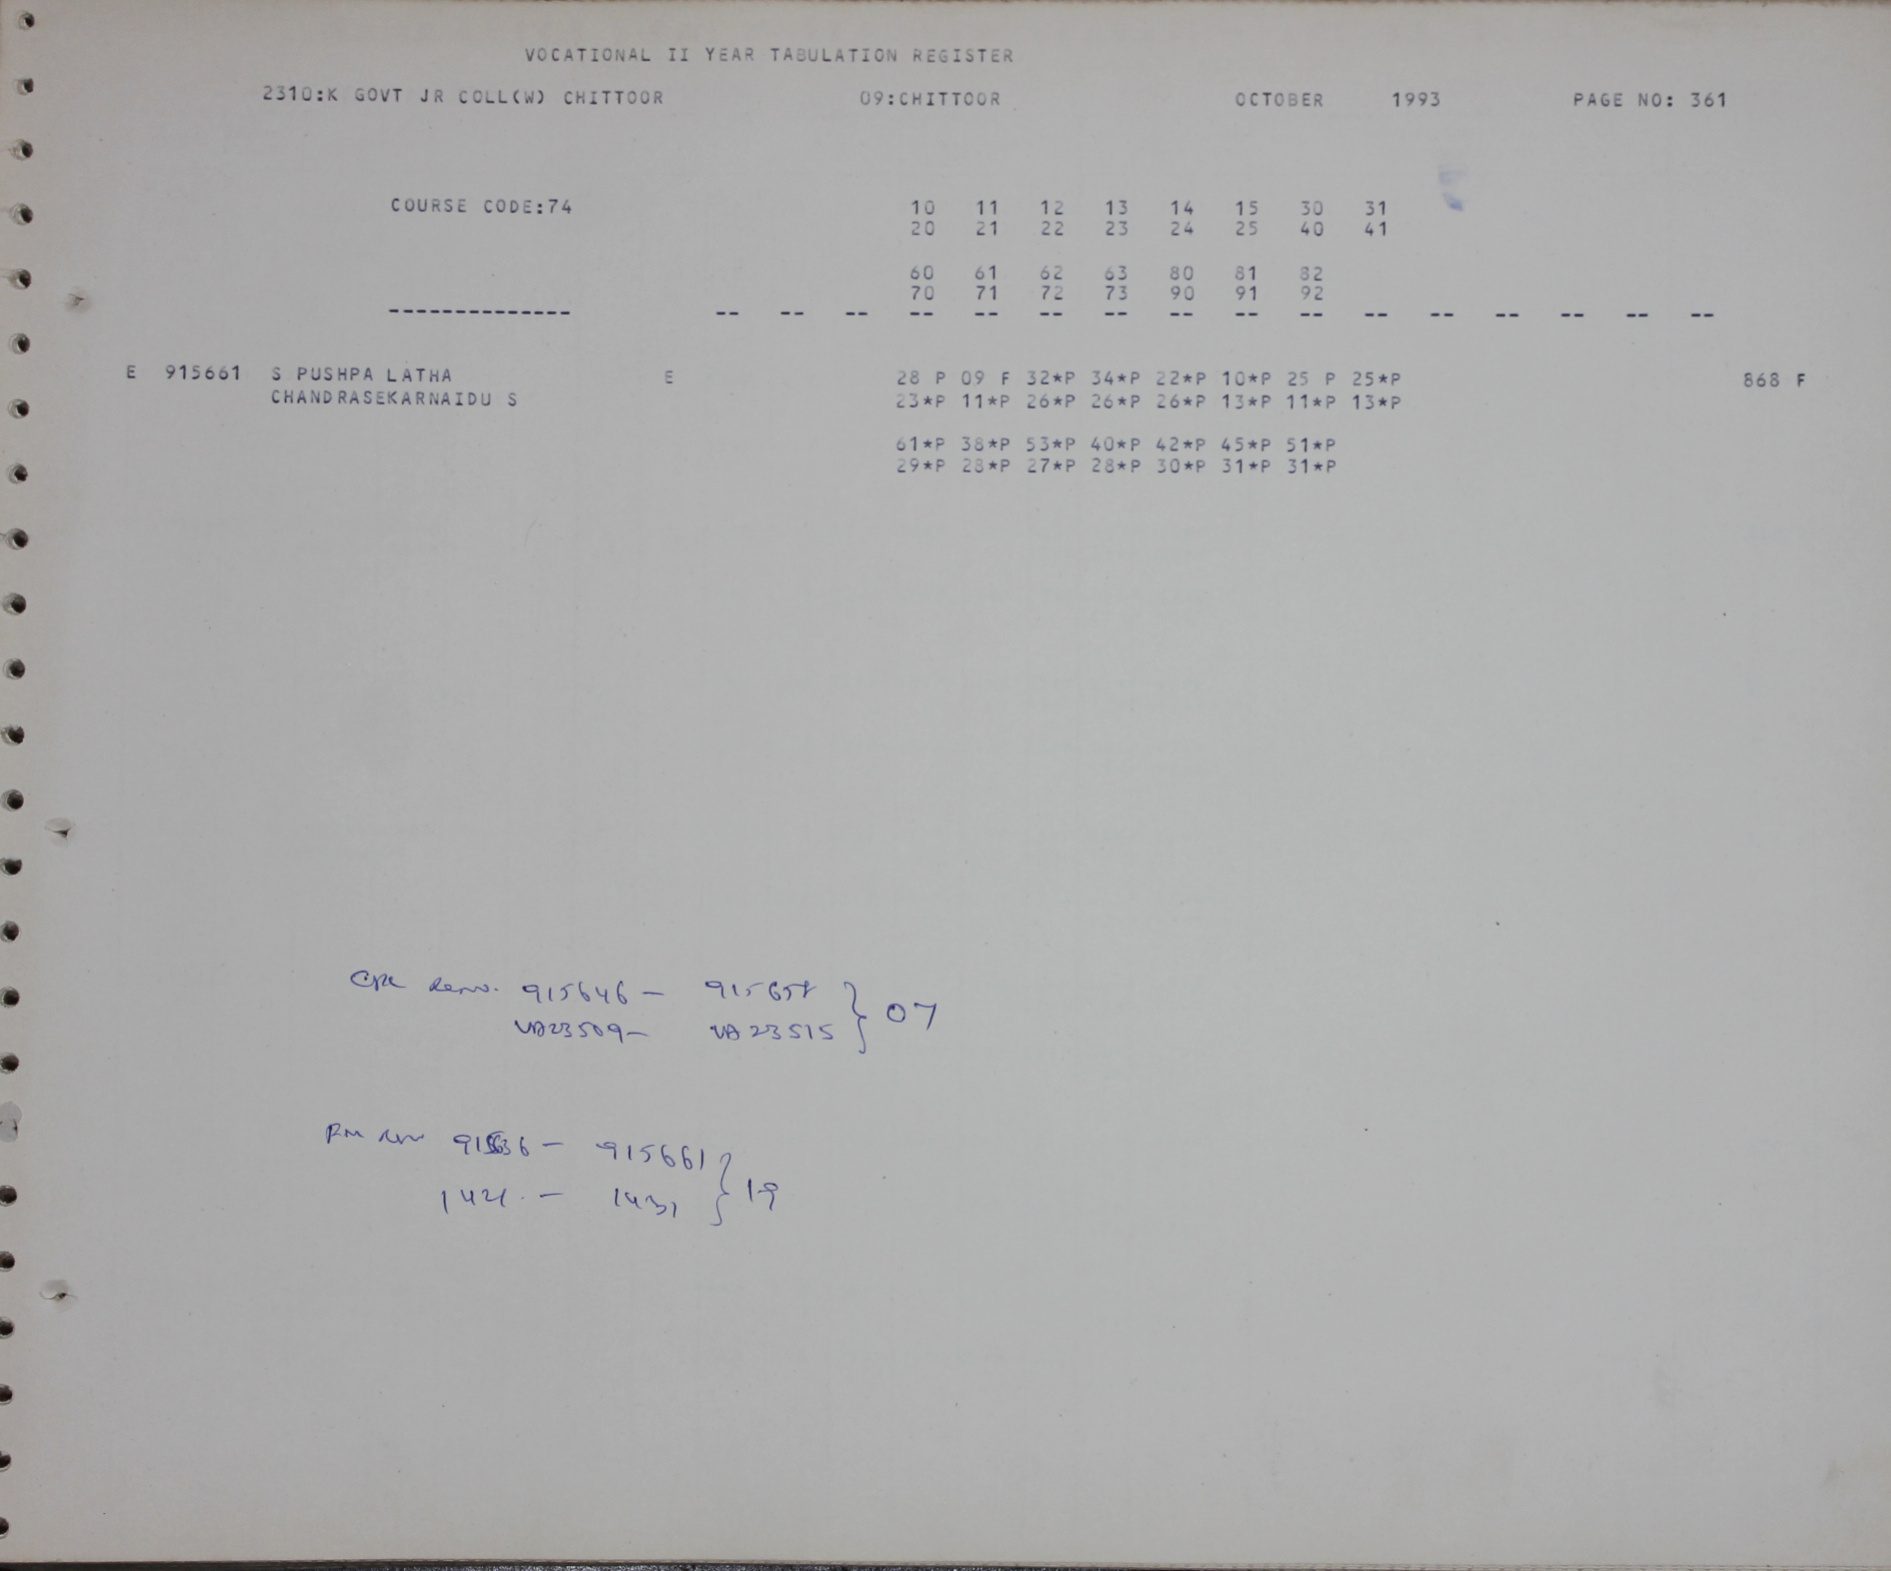 VOCATIONAL II YEAR TABULATION REGISTER
2310:K GOVT JR COLL(W) CHITTOOR 09:CHITTOOR OCTOBER 1993 PAGE NO: 361
COURSE CODE:74 10 11 12 13 14 15 30 31
20 21 22 23 24 25 40 41
60 61 62 63 80 81 82
70 71 72 73 90 91 92
-------------- -- -- -- -- -- -- -- -- -- -- -- -- -- -- -- --
E 915661 S PUSHPA LATHA E 28 P 09 F 32*P 34*P 22*P 10*P 25 P 25*P 868 F
CHANDRASEKARNAIDU S 23*P 11*P 26*P 26*P 26*P 13*P 11*P 13*P
61*P 38*P 53*P 40*P 42*P 45*P 51*P
29*P 28*P 27*P 28*P 30*P 31*P 31*P
915646 - } 07
VA23509- VA23515
- 915661 } 19
- 1431